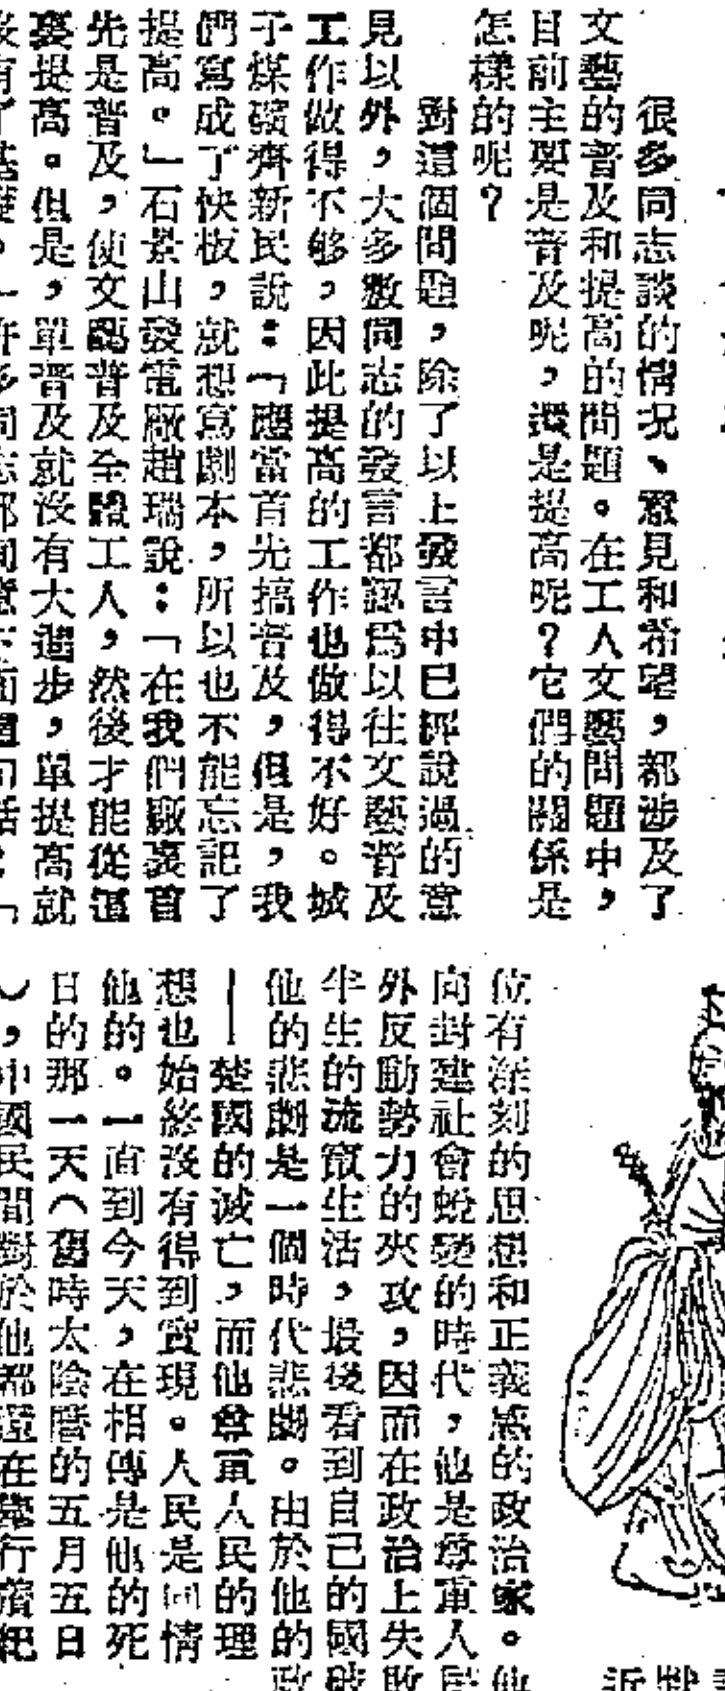 很多同志談的情况、意見和希望，都涉及了
文藝的普及和提高的問題。在工人文藝問題中，
目前主要是普及呢，還是提高呢？它們的關係是
怎樣的呢？
對這個問題，除了以上發言中已經說過的意
見以外，大多數同志的發言都認爲以往文藝普及
工作做得不够，因此提高的工作也做得不好。城
子煤礦齊新民說：「應當首先搞普及，但是，我
們寫成了快板，就想寫劇本，所以也不能忘記了
提高。」石景山發電廠趙瑞說：「在我們廠裏首
先是普及，使文藝普及全體工人，然後才能從這
裏提高。但是，單普及就沒有大進步，單提高就
位有深刻的思想和正義感的政治家。他
向封建社會蛻變的時代，他是尊重人民
外反動勢力的夾攻，因而在政治上失敗
半生的流竄生活，最後看到自己的國破
他的悲劇是一個時代悲劇。由於他的政
——楚國的滅亡，而他尊重人民的理
想也始終沒有得到實現。人民是同情
他的。一直到今天，在相傳是他的死
日的那一天（舊時太陰曆的五月五日
），中國民間對於他都還在舉行着紀